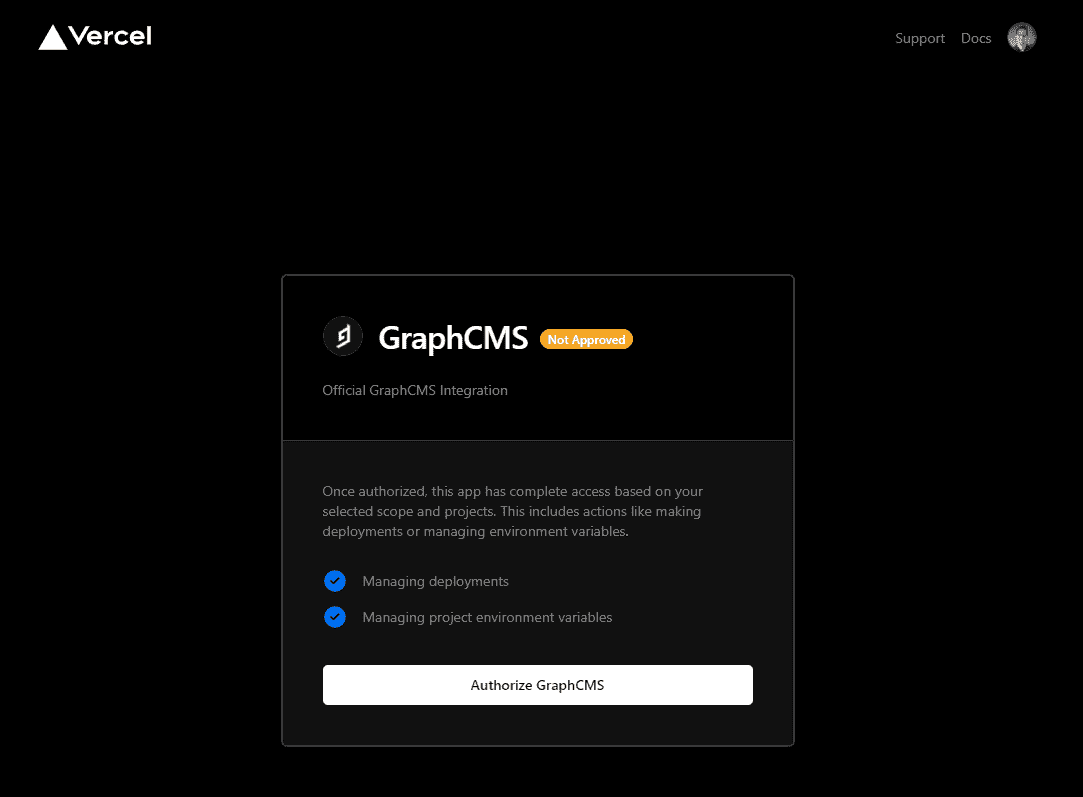 Vercel
Support Docs
GraphCMS Not Approved
Official GraphCMS Integration
Once authorized, this app has complete access based on your
selected scope and projects. This includes actions like making
deployments or managing environment variables.
Managing deployments
Managing project environment variables
Authorize GraphCMS